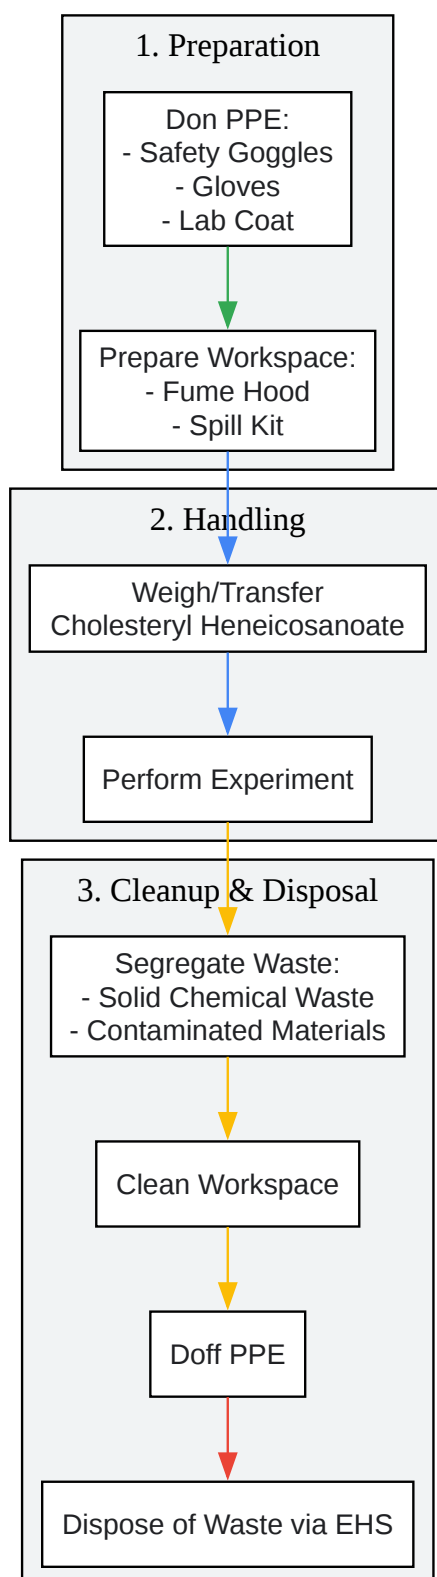 1. Preparation
Don PPE:
- Safety Goggles
- Gloves
- Lab Coat
Prepare Workspace:
- Fume Hood
- Spill Kit
2. Handling
Weigh/Transfer
Cholesteryl Heneicosanoate
Perform Experiment
3. Cleanup & Disposal
Segregate Waste:
- Solid Chemical Waste
- Contaminated Materials
Clean Workspace
Doff PPE
Dispose of Waste via EHS